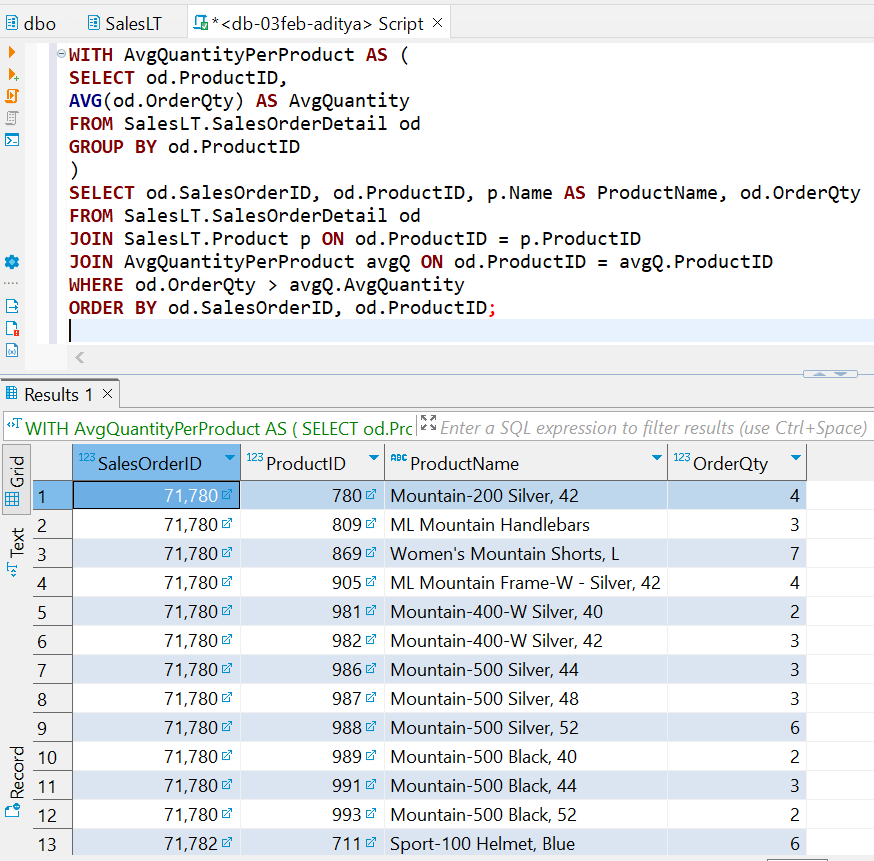 dbo SalesLT *<db-03feb-aditya> Script
WITH AvgQuantityPerProduct AS (
SELECT od.ProductID,
AVG(od.OrderQty) AS AvgQuantity
FROM SalesLT.SalesOrderDetail od
GROUP BY od.ProductID
)
SELECT od.SalesOrderID, od.ProductID, p.Name AS ProductName, od.OrderQty
FROM SalesLT.SalesOrderDetail od
JOIN SalesLT.Product p ON od.ProductID = p.ProductID
JOIN AvgQuantityPerProduct avgQ ON od.ProductID = avgQ.ProductID
WHERE od.OrderQty > avgQ.AvgQuantity
ORDER BY od.SalesOrderID, od.ProductID;
Results 1
WITH AvgQuantityPerProduct AS ( SELECT od.Prc Enter a SQL expression to filter results (use Ctrl+Space)
Grid
Text
Record
123 SalesOrderID 123 ProductID ABC ProductName 123 OrderQty
1 71,780 780 Mountain-200 Silver, 42 4
2 71,780 809 ML Mountain Handlebars 3
3 71,780 869 Women's Mountain Shorts, L 7
4 71,780 905 ML Mountain Frame-W - Silver, 42 4
5 71,780 981 Mountain-400-W Silver, 40 2
6 71,780 982 Mountain-400-W Silver, 42 3
7 71,780 986 Mountain-500 Silver, 44 3
8 71,780 987 Mountain-500 Silver, 48 3
9 71,780 988 Mountain-500 Silver, 52 6
10 71,780 989 Mountain-500 Black, 40 2
11 71,780 991 Mountain-500 Black, 44 3
12 71,780 993 Mountain-500 Black, 52 2
13 71,782 711 Sport-100 Helmet, Blue 6